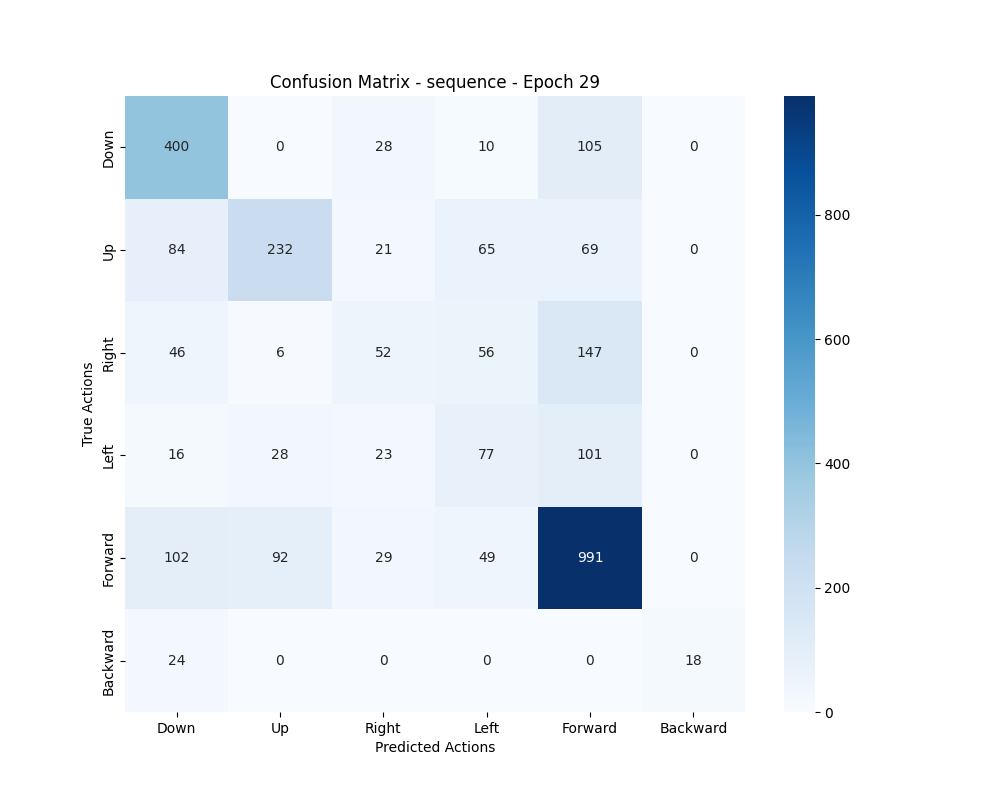 Confusion Matrix - sequence - Epoch 29
True Actions
Down 400 0 28 10 105 0
Up 84 232 21 65 69 0
Right 46 6 52 56 147 0
Left 16 28 23 77 101 0
Forward 102 92 29 49 991 0
Backward 24 0 0 0 0 18
Down Up Right Left Forward Backward
Predicted Actions
800
600
400
200
0